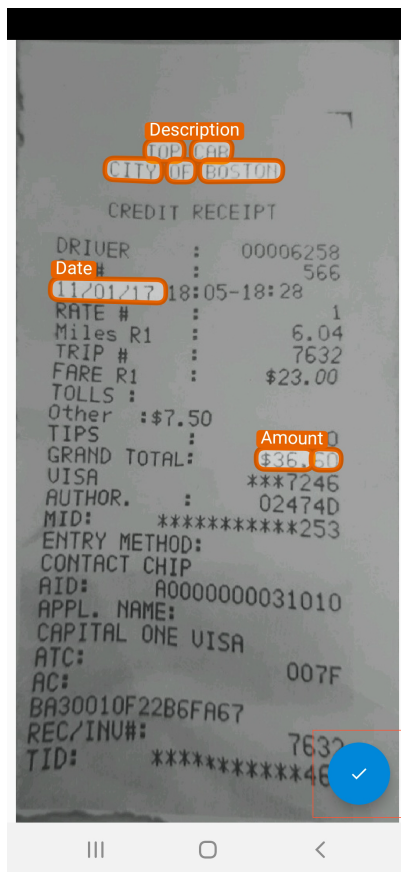 Description
TOP CAB
CITY OF BOSTON
CREDIT RECEIPT
DRIVER : 00006258
Date # : 566
11/01/17 18:05-18:28
RATE # : 1
Miles R1 : 6.04
TRIP # : 7632
FARE R1 : $23.00
TOLLS :
Other :$7.50
TIPS : Amount 0
GRAND TOTAL: $36.60
VISA ***7246
AUTHOR. : 02474D
MID: ***********253
ENTRY METHOD:
CONTACT CHIP
AID: A0000000031010
APPL. NAME:
CAPITAL ONE VISA
ATC: 007F
AC:
BA30010F22B6FA67
REC/INV#: 7632
TID: ***********46